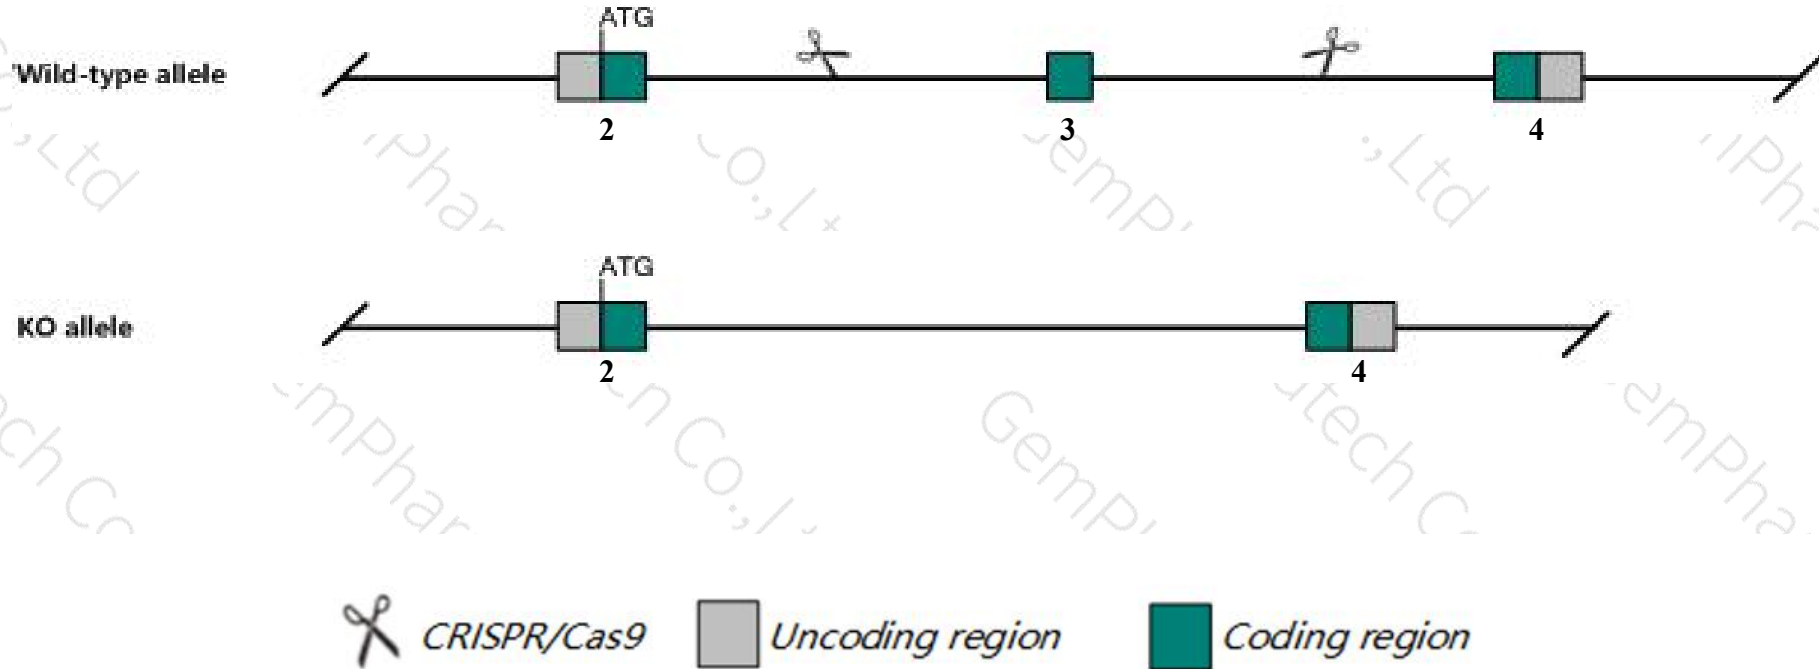 ATG
'Wild-type allele
2 3 4
ATG
KO allele
2 4
CRISPR/Cas9 Uncoding region Coding region